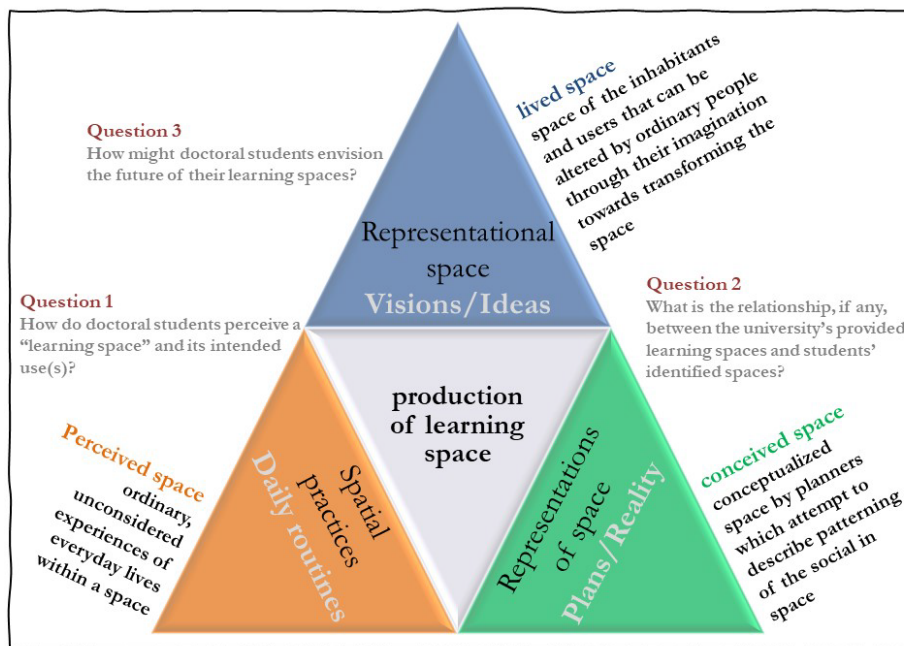 lived space
space of the inhabitants
and users that can be
altered by ordinary people
through their imagination
towards transforming the
space
Question 3
How might doctoral students envision
the future of their learning spaces?
Representational
space
Visions/Ideas
Question 1
How do doctoral students perceive a
“learning space” and its intended
use(s)?
Question 2
What is the relationship, if any,
between the university’s provided
learning spaces and students’
identified spaces?
production
of learning
space
Perceived space
ordinary,
unconsidered
experiences of
everyday lives
within a space
Spatial
practices
Daily routines
Representations
of space
Plans/Reality
conceived space
conceptualized
space by planners
which attempt to
describe patterning
of the social in
space